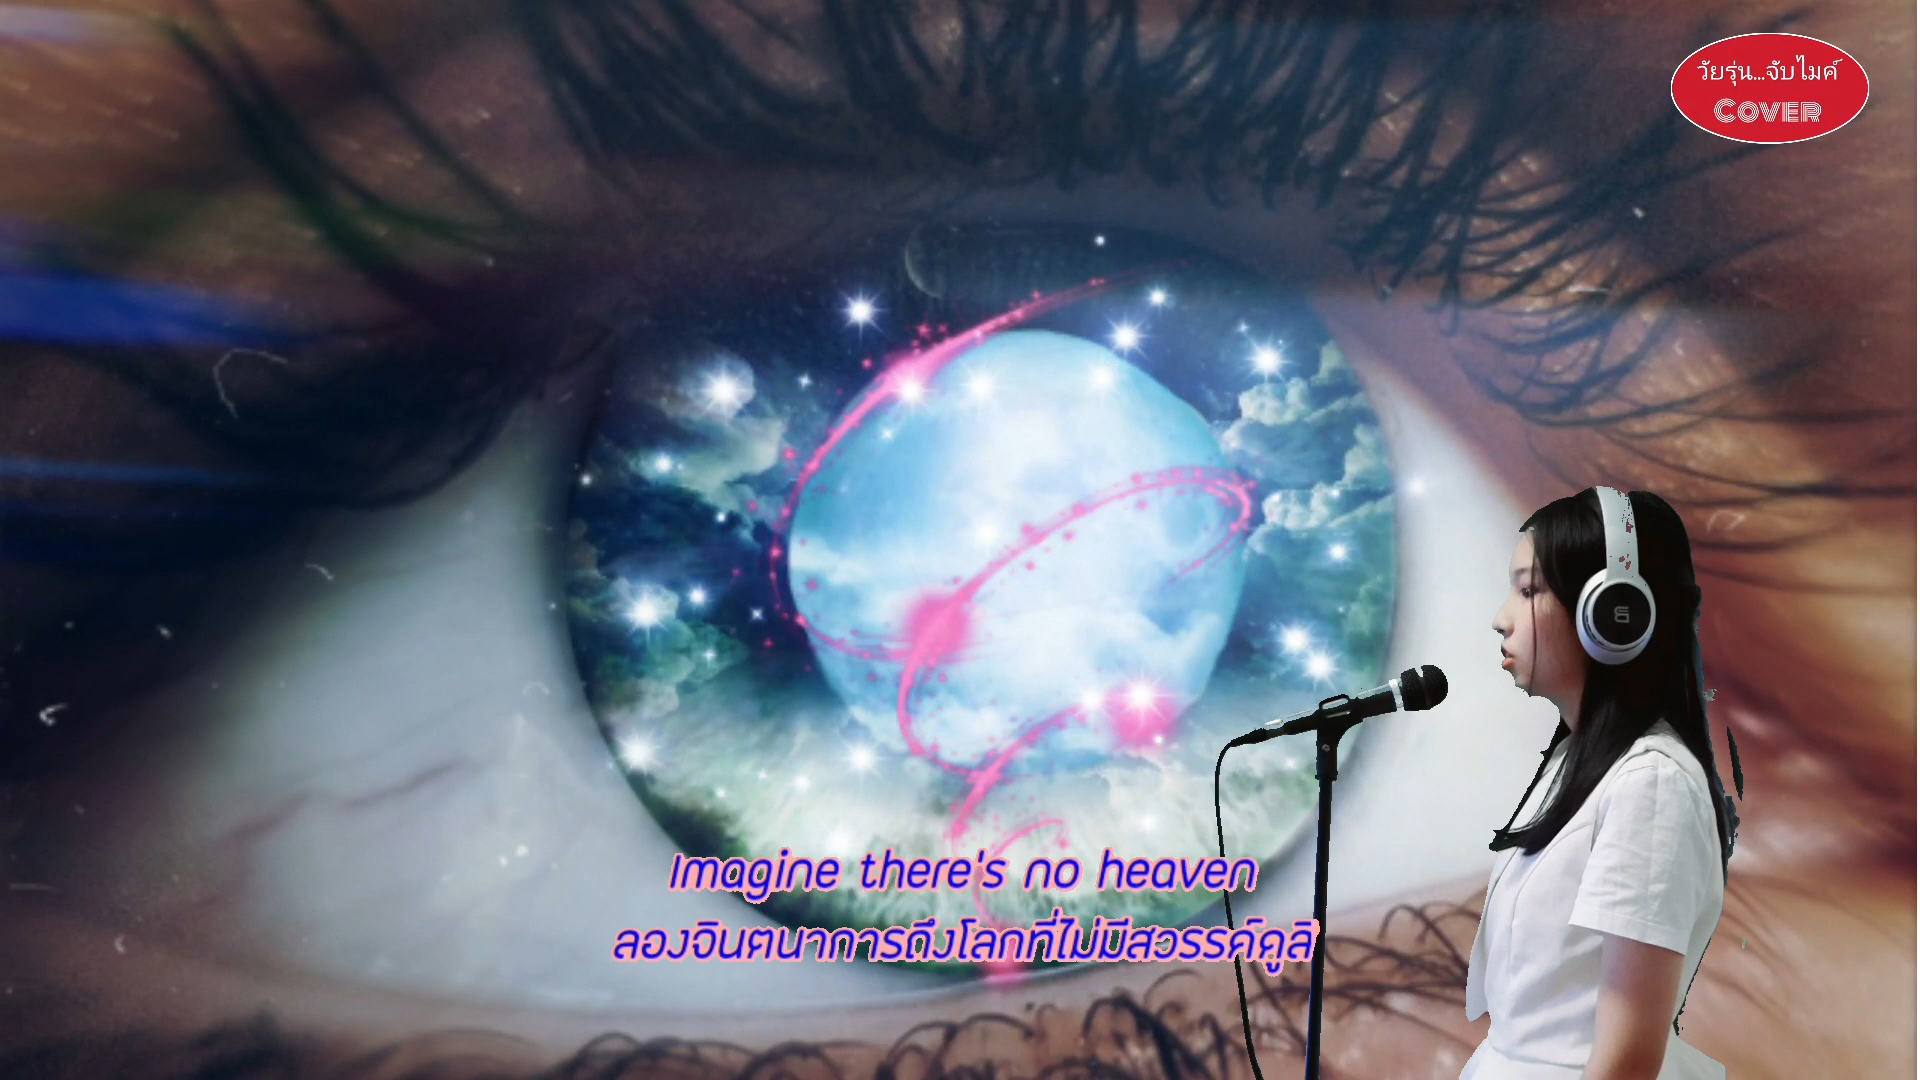 วัยรุ่น...จับไมค์
COVER
Imagine there's no heaven
ลองจินตนาการถึงโลกที่ไม่มีสวรรค์ดูสิ